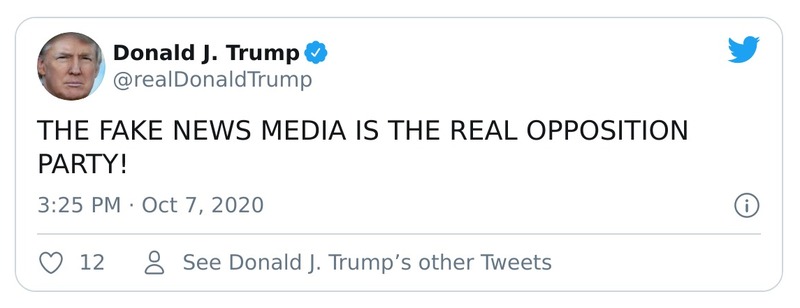 Donald J. Trump
@realDonaldTrump
THE FAKE NEWS MEDIA IS THE REAL OPPOSITION
PARTY!
3:25 PM · Oct 7, 2020
12 See Donald J. Trump’s other Tweets